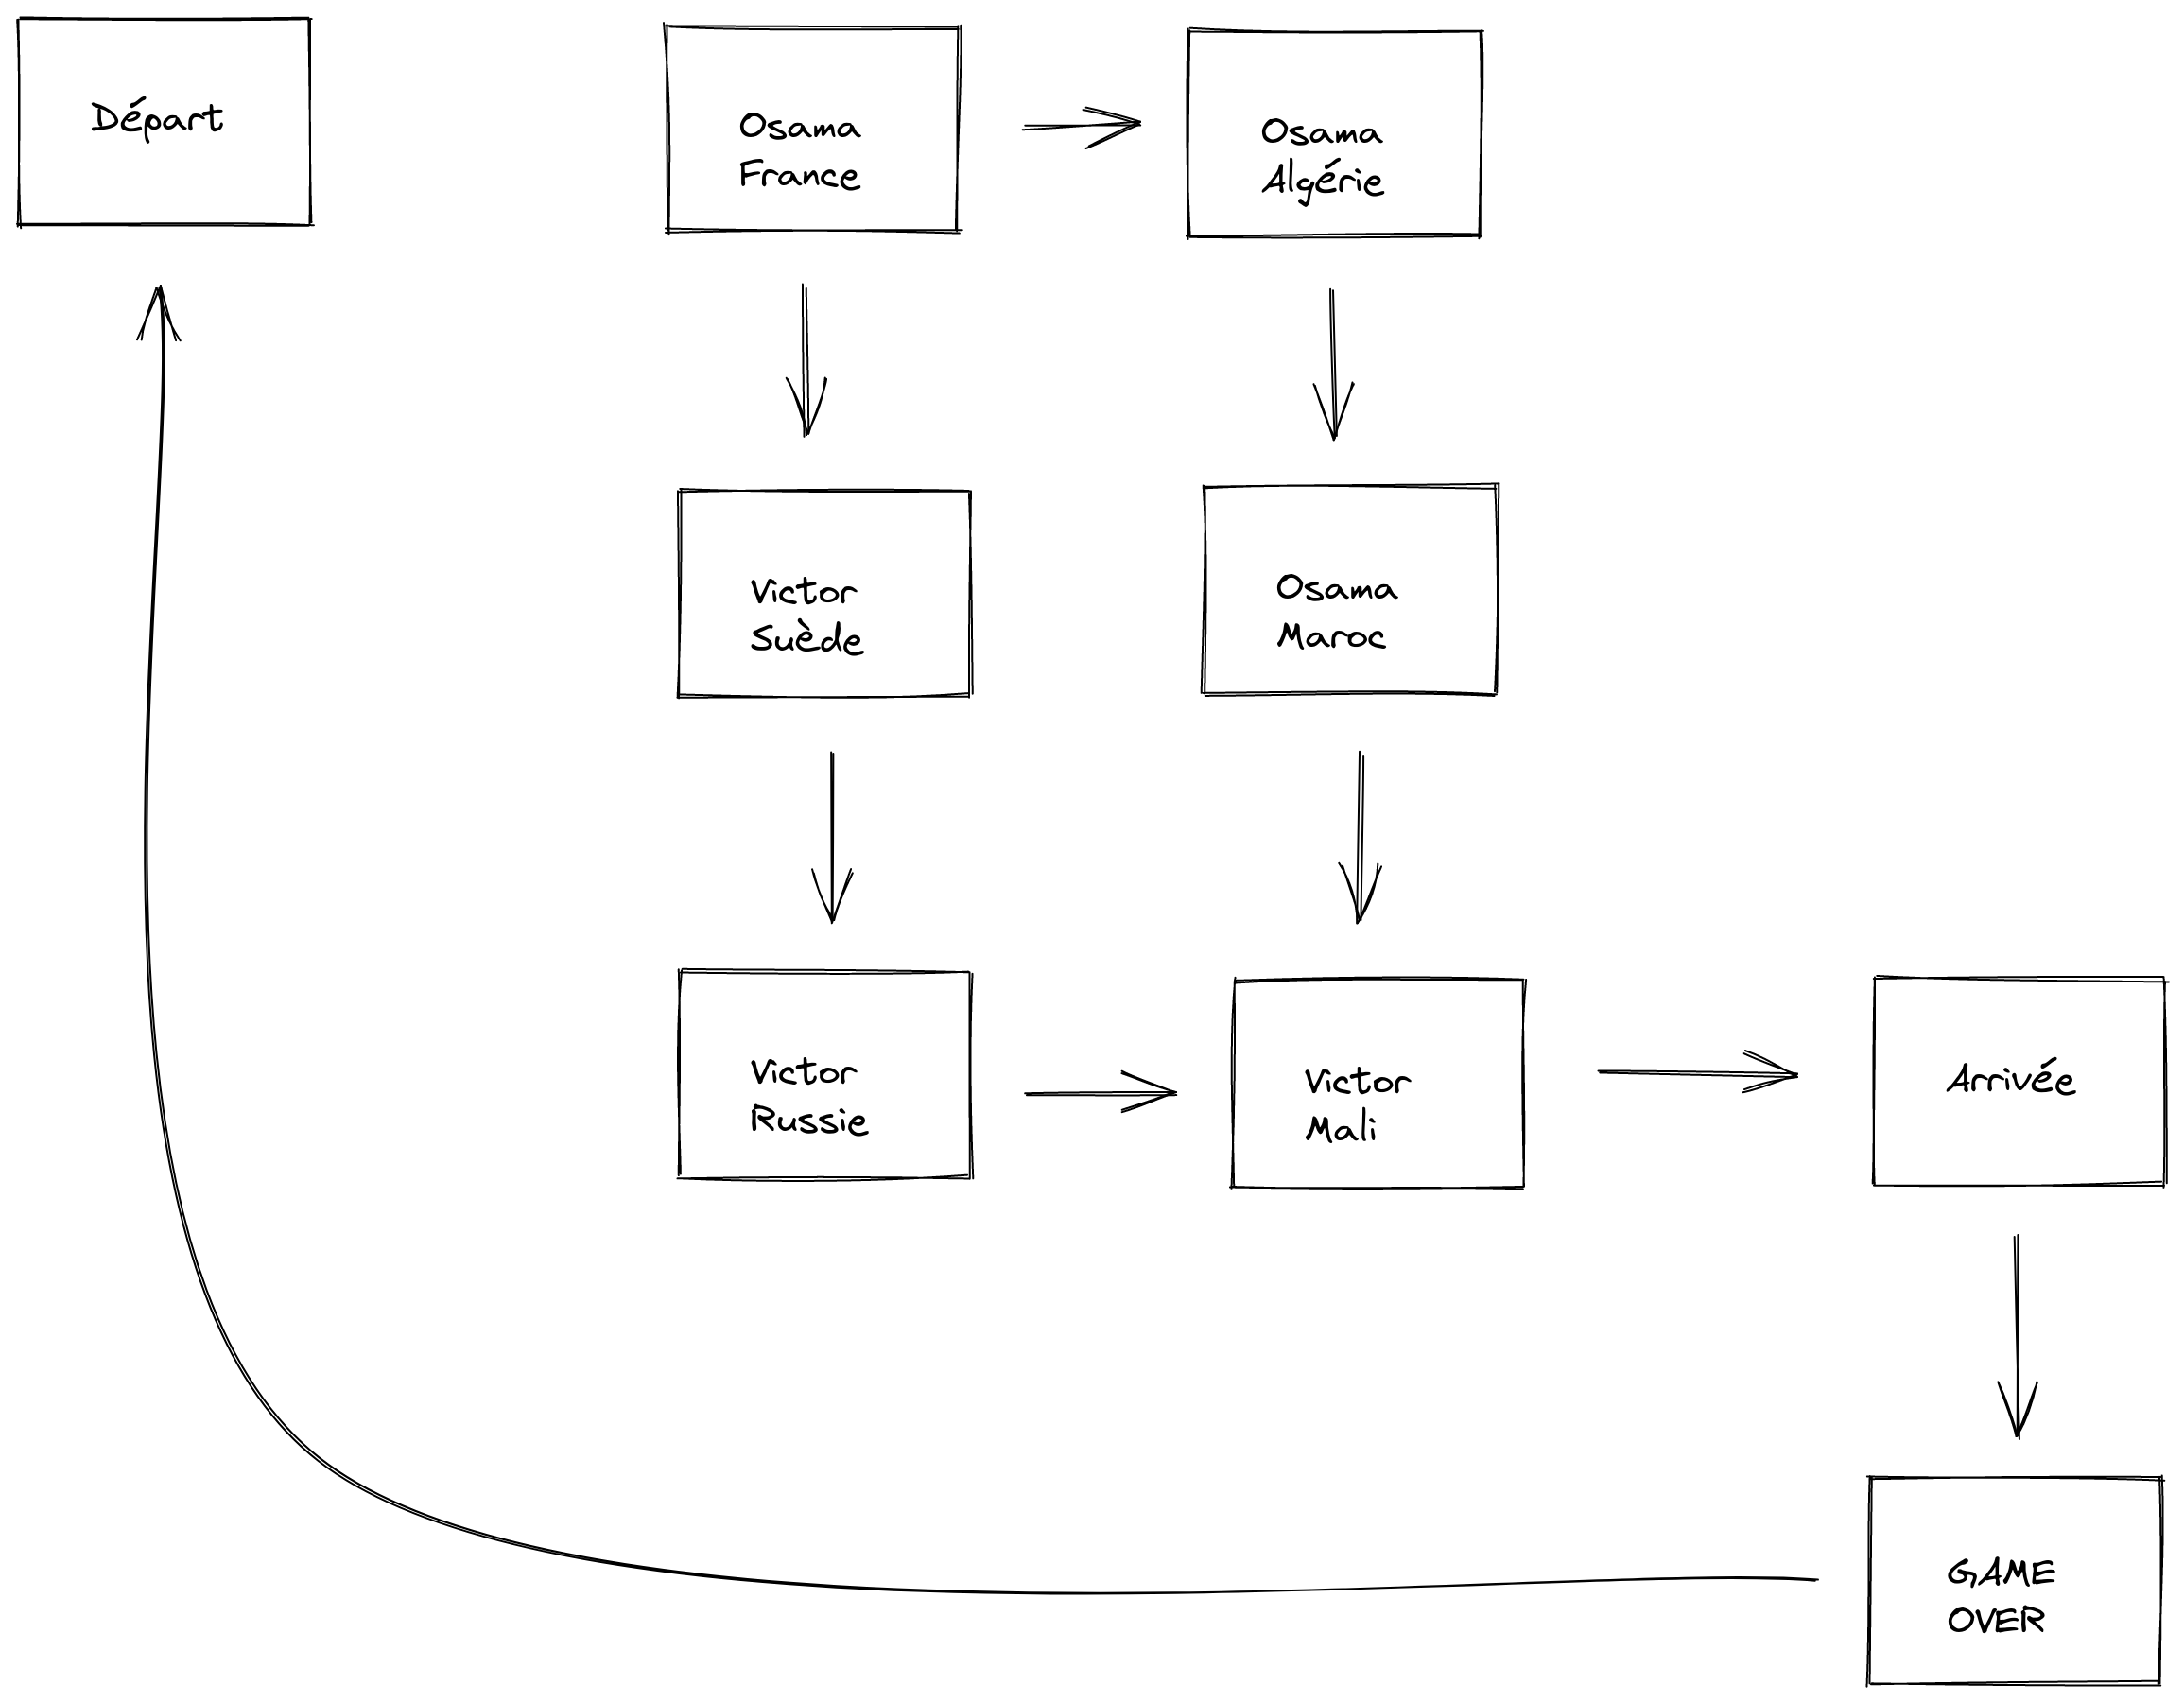 Départ
Osama
France
Osama
Algérie
Victor
Suède
Osama
Maroc
Victor
Russie
Victor
Mali
Arrivée
GAME
OVER